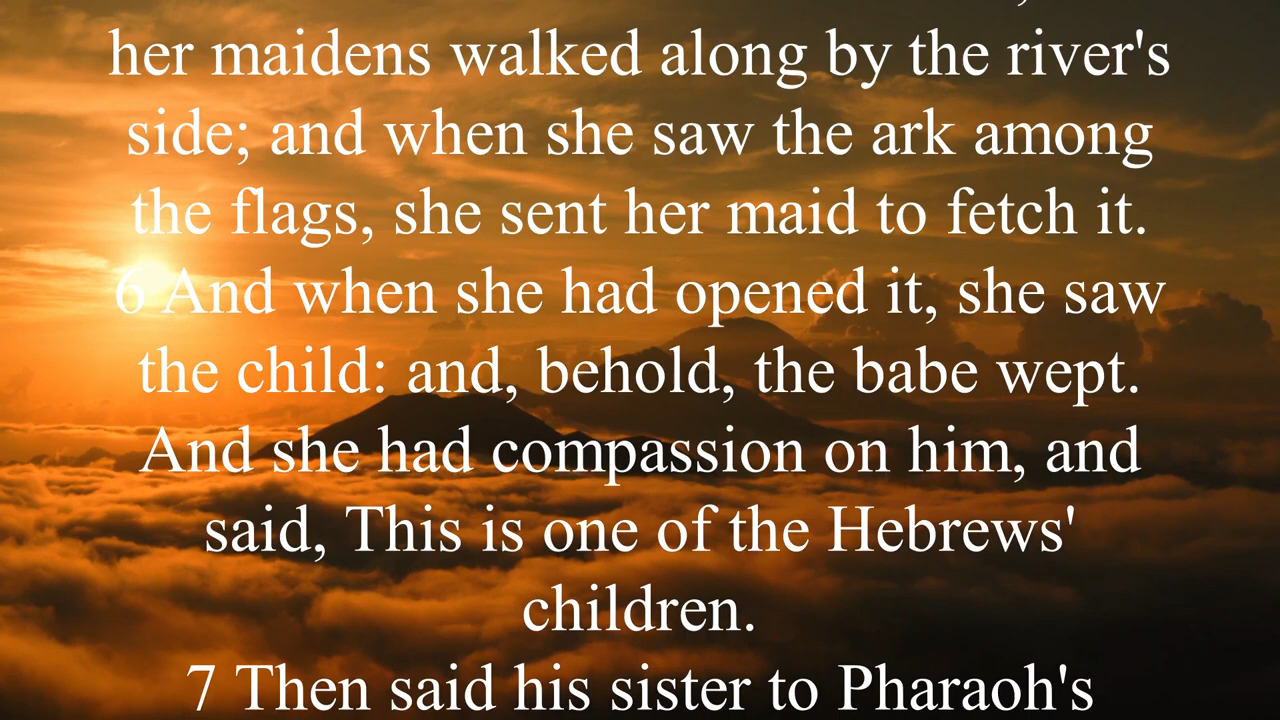 her maidens walked along by the river's
side; and when she saw the ark among
the flags, she sent her maid to fetch it.
6 And when she had opened it, she saw
the child: and, behold, the babe wept.
And she had compassion on him, and
said, This is one of the Hebrews'
children.
7 Then said his sister to Pharaoh's